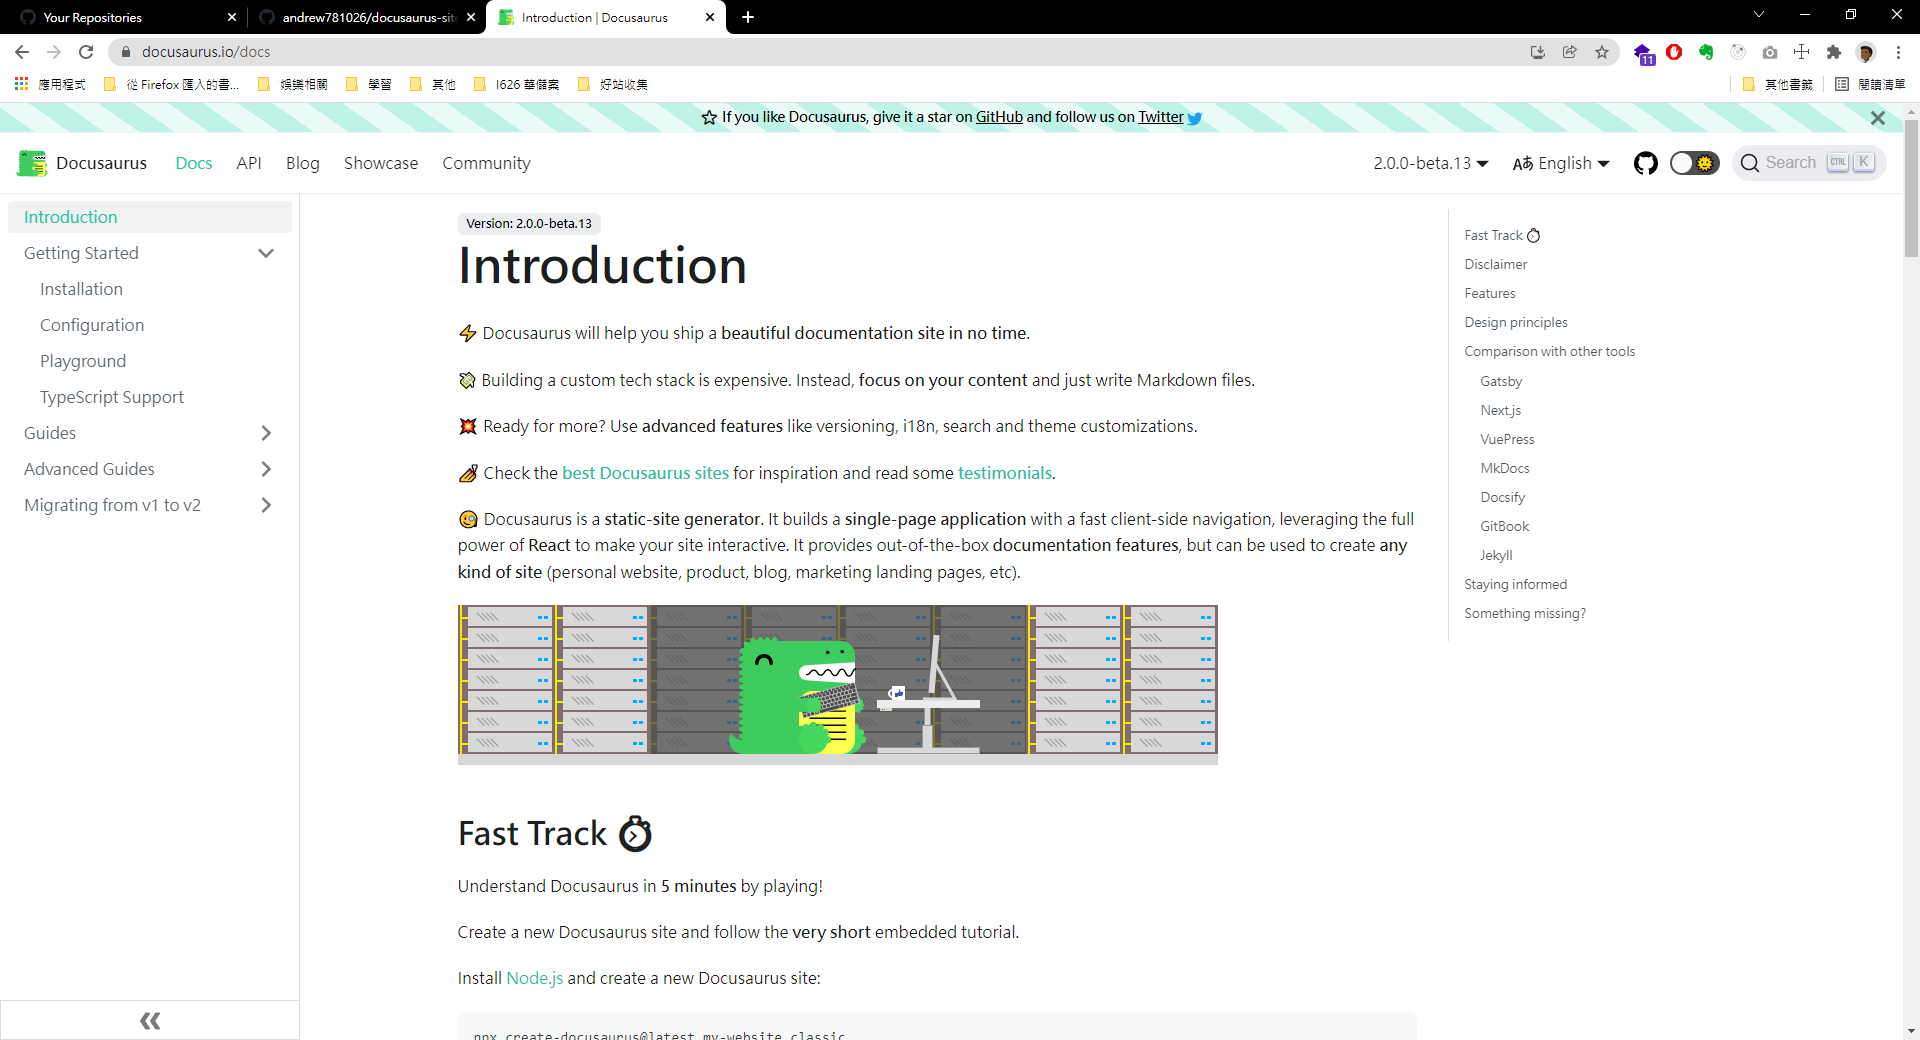 Your Repositories
andrew781026/docusaurus-site
Introduction | Docusaurus
docusaurus.io/docs
11
應用程式
從 Firefox 匯入的書...
娛樂相關
學習
其他
I626 華儲案
好站收集
其他書籤
閱讀清單
If you like Docusaurus, give it a star on GitHub and follow us on Twitter
Docusaurus
Docs
API
Blog
Showcase
Community
2.0.0-beta.13
English
Search
CTRL
K
Introduction
Getting Started
Installation
Configuration
Playground
TypeScript Support
Guides
Advanced Guides
Migrating from v1 to v2
Version: 2.0.0-beta.13
Introduction
⚡ Docusaurus will help you ship a beautiful documentation site in no time.
💸 Building a custom tech stack is expensive. Instead, focus on your content and just write Markdown files.
💥 Ready for more? Use advanced features like versioning, i18n, search and theme customizations.
💅 Check the best Docusaurus sites for inspiration and read some testimonials.
🧐 Docusaurus is a static-site generator. It builds a single-page application with a fast client-side navigation, leveraging the full
power of React to make your site interactive. It provides out-of-the-box documentation features, but can be used to create any
kind of site (personal website, product, blog, marketing landing pages, etc).
Fast Track ⏱️
Understand Docusaurus in 5 minutes by playing!
Create a new Docusaurus site and follow the very short embedded tutorial.
Install Node.js and create a new Docusaurus site:
npx create-docusaurus@latest my-website classic
Fast Track ⏱️
Disclaimer
Features
Design principles
Comparison with other tools
Gatsby
Next.js
VuePress
MkDocs
Docsify
GitBook
Jekyll
Staying informed
Something missing?